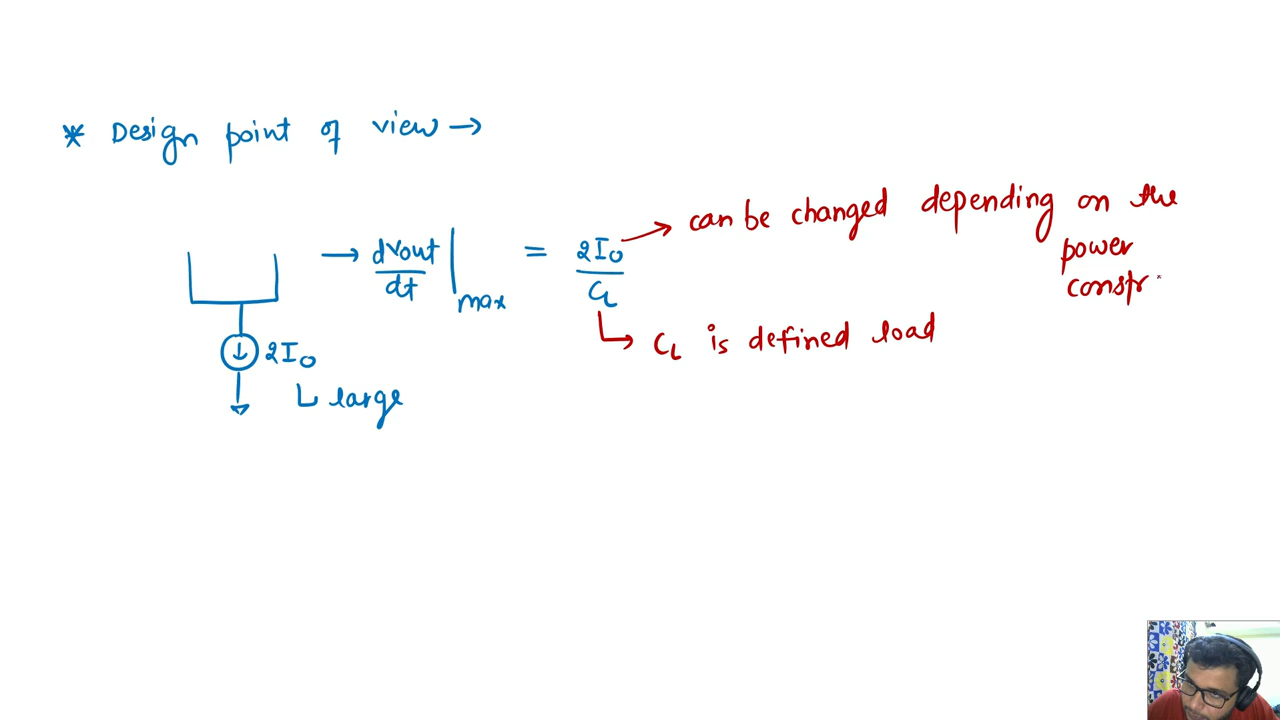 * Design point of view →
→ can be changed depending on the
power
constr
→ dVout/dt |max = 2I0/CL
↳ CL is defined load
2I0
↳ large